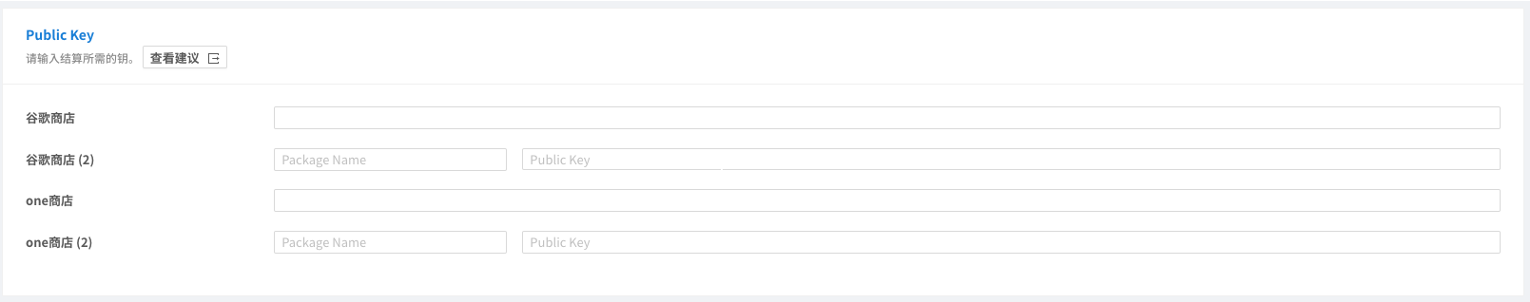 Public Key
请输入结算所需的钥。 查看建议
谷歌商店
谷歌商店 (2) Package Name Public Key
one商店
one商店 (2) Package Name Public Key